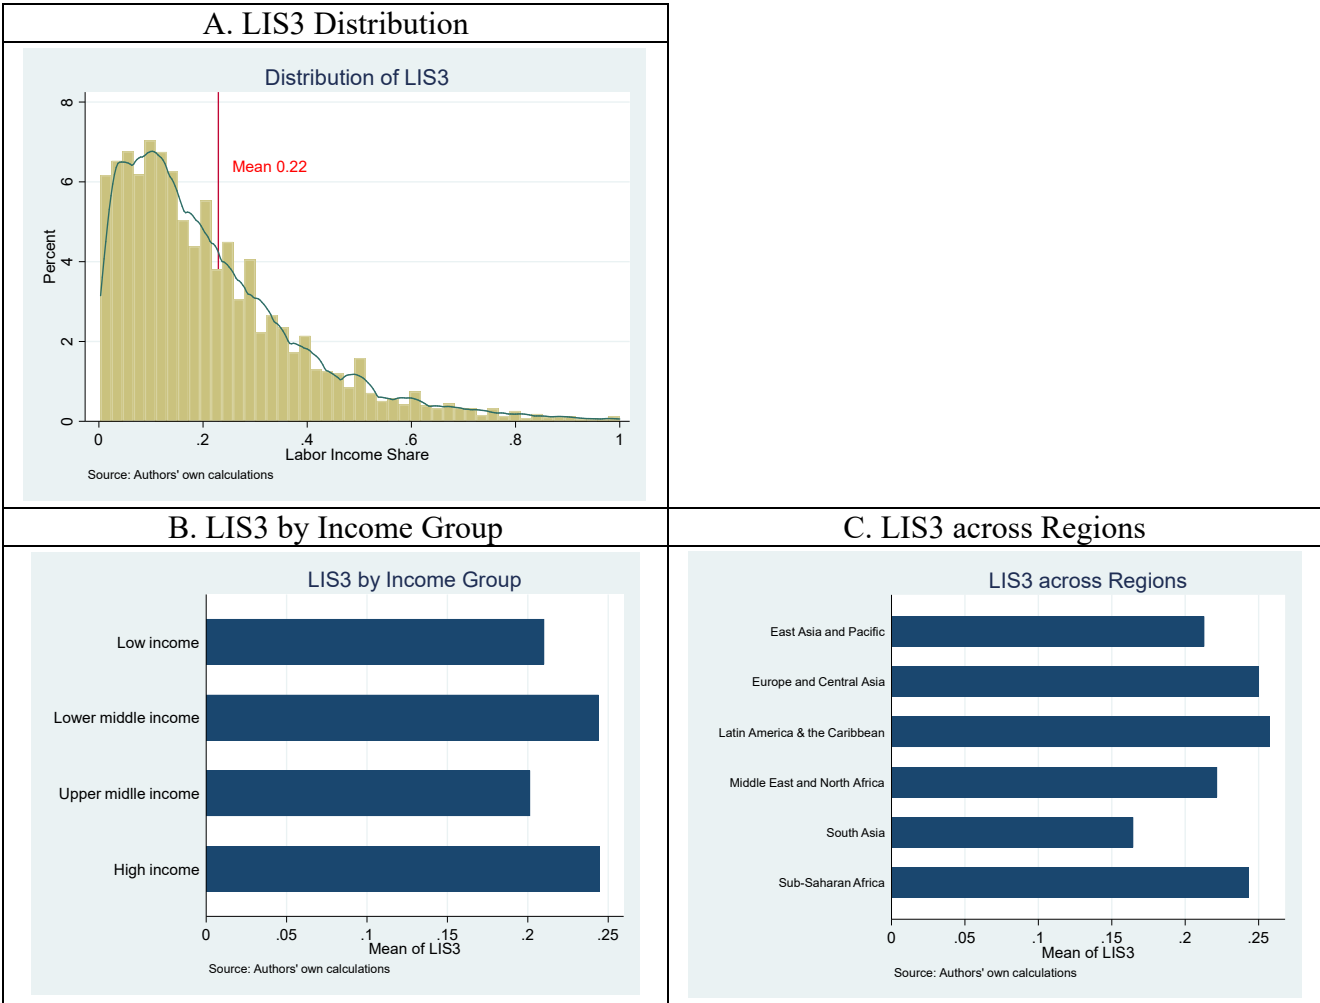 A. LIS3 Distribution
Distribution of LIS3
8
6
4
2
0
Percent
Mean 0.22
0 .2 .4 .6 .8 1
Labor Income Share
Source: Authors' own calculations
B. LIS3 by Income Group
LIS3 by Income Group
Low income
Lower middle income
Upper midlle income
High income
0 .05 .1 .15 .2 .25
Mean of LIS3
Source: Authors' own calculations
C. LIS3 across Regions
LIS3 across Regions
East Asia and Pacific
Europe and Central Asia
Latin America & the Caribbean
Middle East and North Africa
South Asia
Sub-Saharan Africa
0 .05 .1 .15 .2 .25
Mean of LIS3
Source: Authors' own calculations